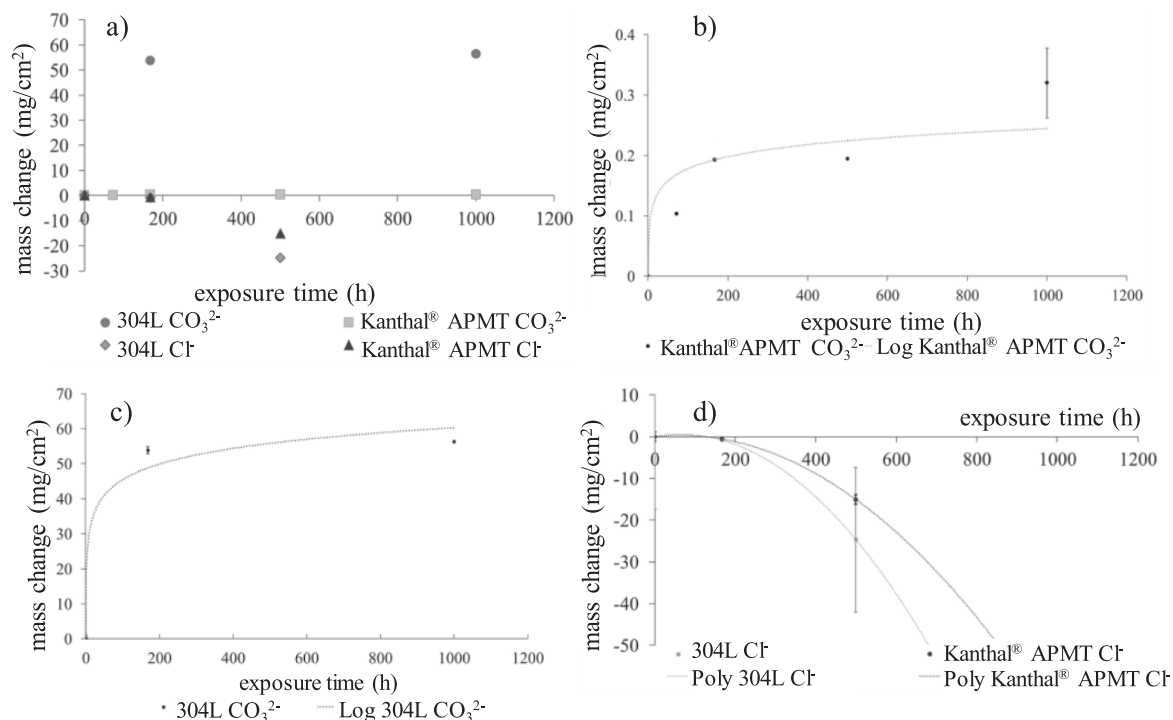 a)
mass change (mg/cm²)
70
60
50
40
30
20
10
0
-10
-20
-30
0 200 400 600 800 1000 1200
exposure time (h)
304L CO₃²⁻ Kanthal® APMT CO₃²⁻
304L Cl⁻ Kanthal® APMT Cl⁻
b)
mass change (mg/cm²)
0.4
0.3
0.2
0.1
0
0 200 400 600 800 1000 1200
exposure time (h)
Kanthal®APMT CO₃²⁻ Log Kanthal® APMT CO₃²⁻
c)
mass change (mg/cm²)
70
60
50
40
30
20
10
0
0 200 400 600 800 1000 1200
exposure time (h)
304L CO₃²⁻ Log 304L CO₃²⁻
d)
exposure time (h)
mass change (mg/cm²)
10
0
-10
-20
-30
-40
-50
0 200 400 600 800 1000 1200
304L Cl⁻ Kanthal® APMT Cl⁻
Poly 304L Cl⁻ Poly Kanthal® APMT Cl⁻